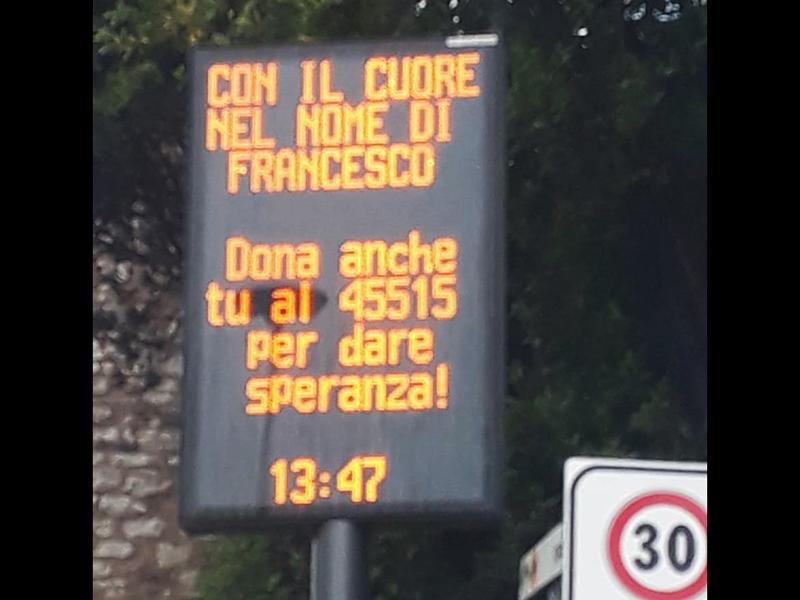 CON IL CUORE
NEL NOME DI
FRANCESCO
Dona anche
tu al 45515
per dare
speranza!
13:47
30